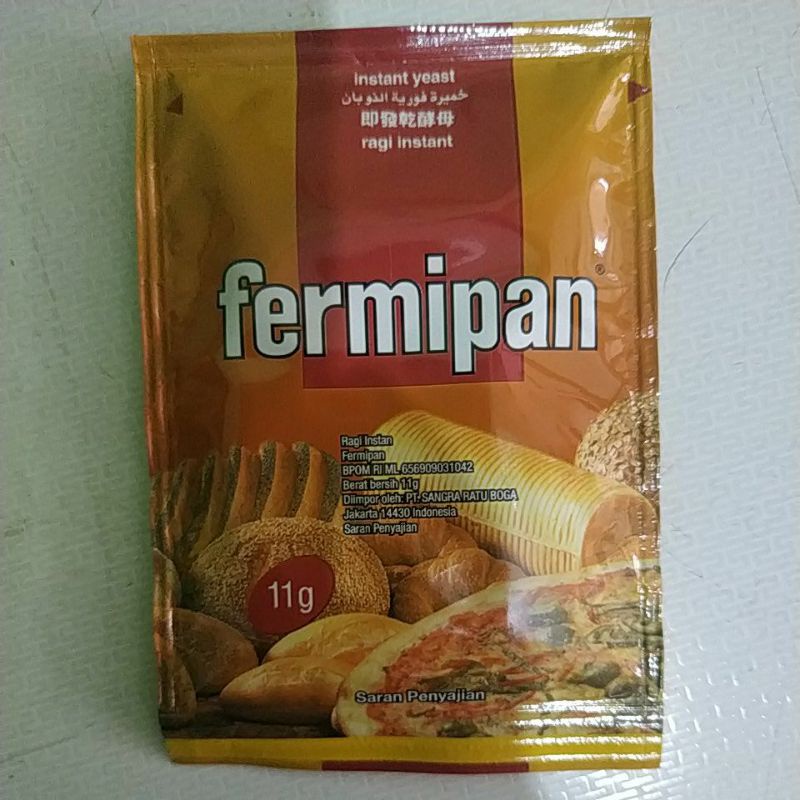 instant yeast
خميرة فورية الذوبان
即發乾酵母
ragi instant
fermipan®
Ragi Instan
Fermipan
BPOM RI ML 656909031042
Berat bersih 11g
Diimpor oleh: PT. SANGRA RATU BOGA
Jakarta 14430 Indonesia
Saran Penyajian
11g
Saran Penyajian